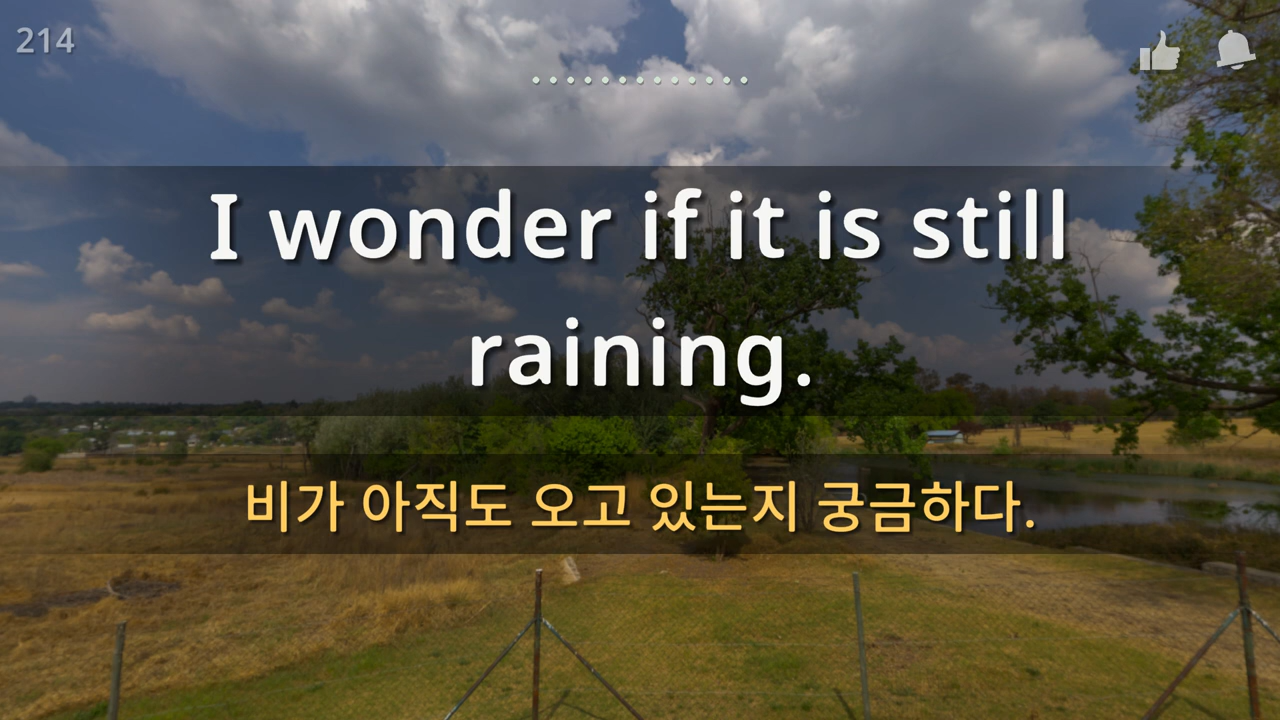 214
I wonder if it is still
raining.
비가 아직도 오고 있는지 궁금하다.